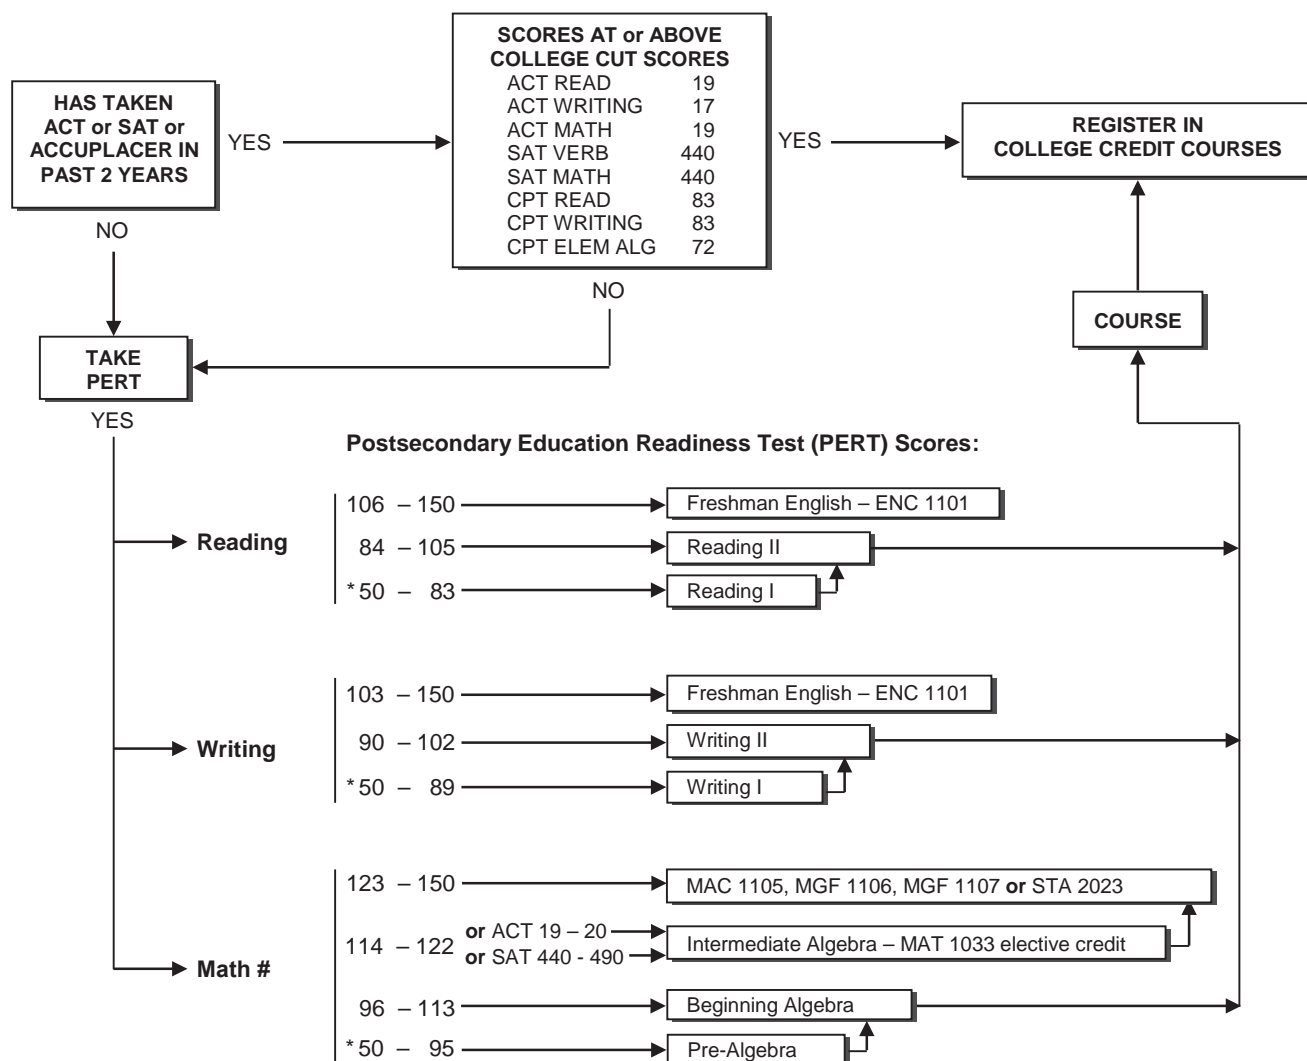 HAS TAKEN
ACT or SAT or
ACCUPLACER IN
PAST 2 YEARS
YES
SCORES AT or ABOVE
COLLEGE CUT SCORES
ACT READ 19
ACT WRITING 17
ACT MATH 19
SAT VERB 440
SAT MATH 440
CPT READ 83
CPT WRITING 83
CPT ELEM ALG 72
YES
REGISTER IN
COLLEGE CREDIT COURSES
NO
NO
COURSE
TAKE
PERT
YES
Postsecondary Education Readiness Test (PERT) Scores:
Reading
106 – 150 Freshman English – ENC 1101
84 – 105 Reading II
*50 – 83 Reading I
Writing
103 – 150 Freshman English – ENC 1101
90 – 102 Writing II
*50 – 89 Writing I
Math #
123 – 150 MAC 1105, MGF 1106, MGF 1107 or STA 2023
114 – 122 or ACT 19 – 20
or SAT 440 - 490
Intermediate Algebra – MAT 1033 elective credit
96 – 113 Beginning Algebra
*50 – 95 Pre-Algebra